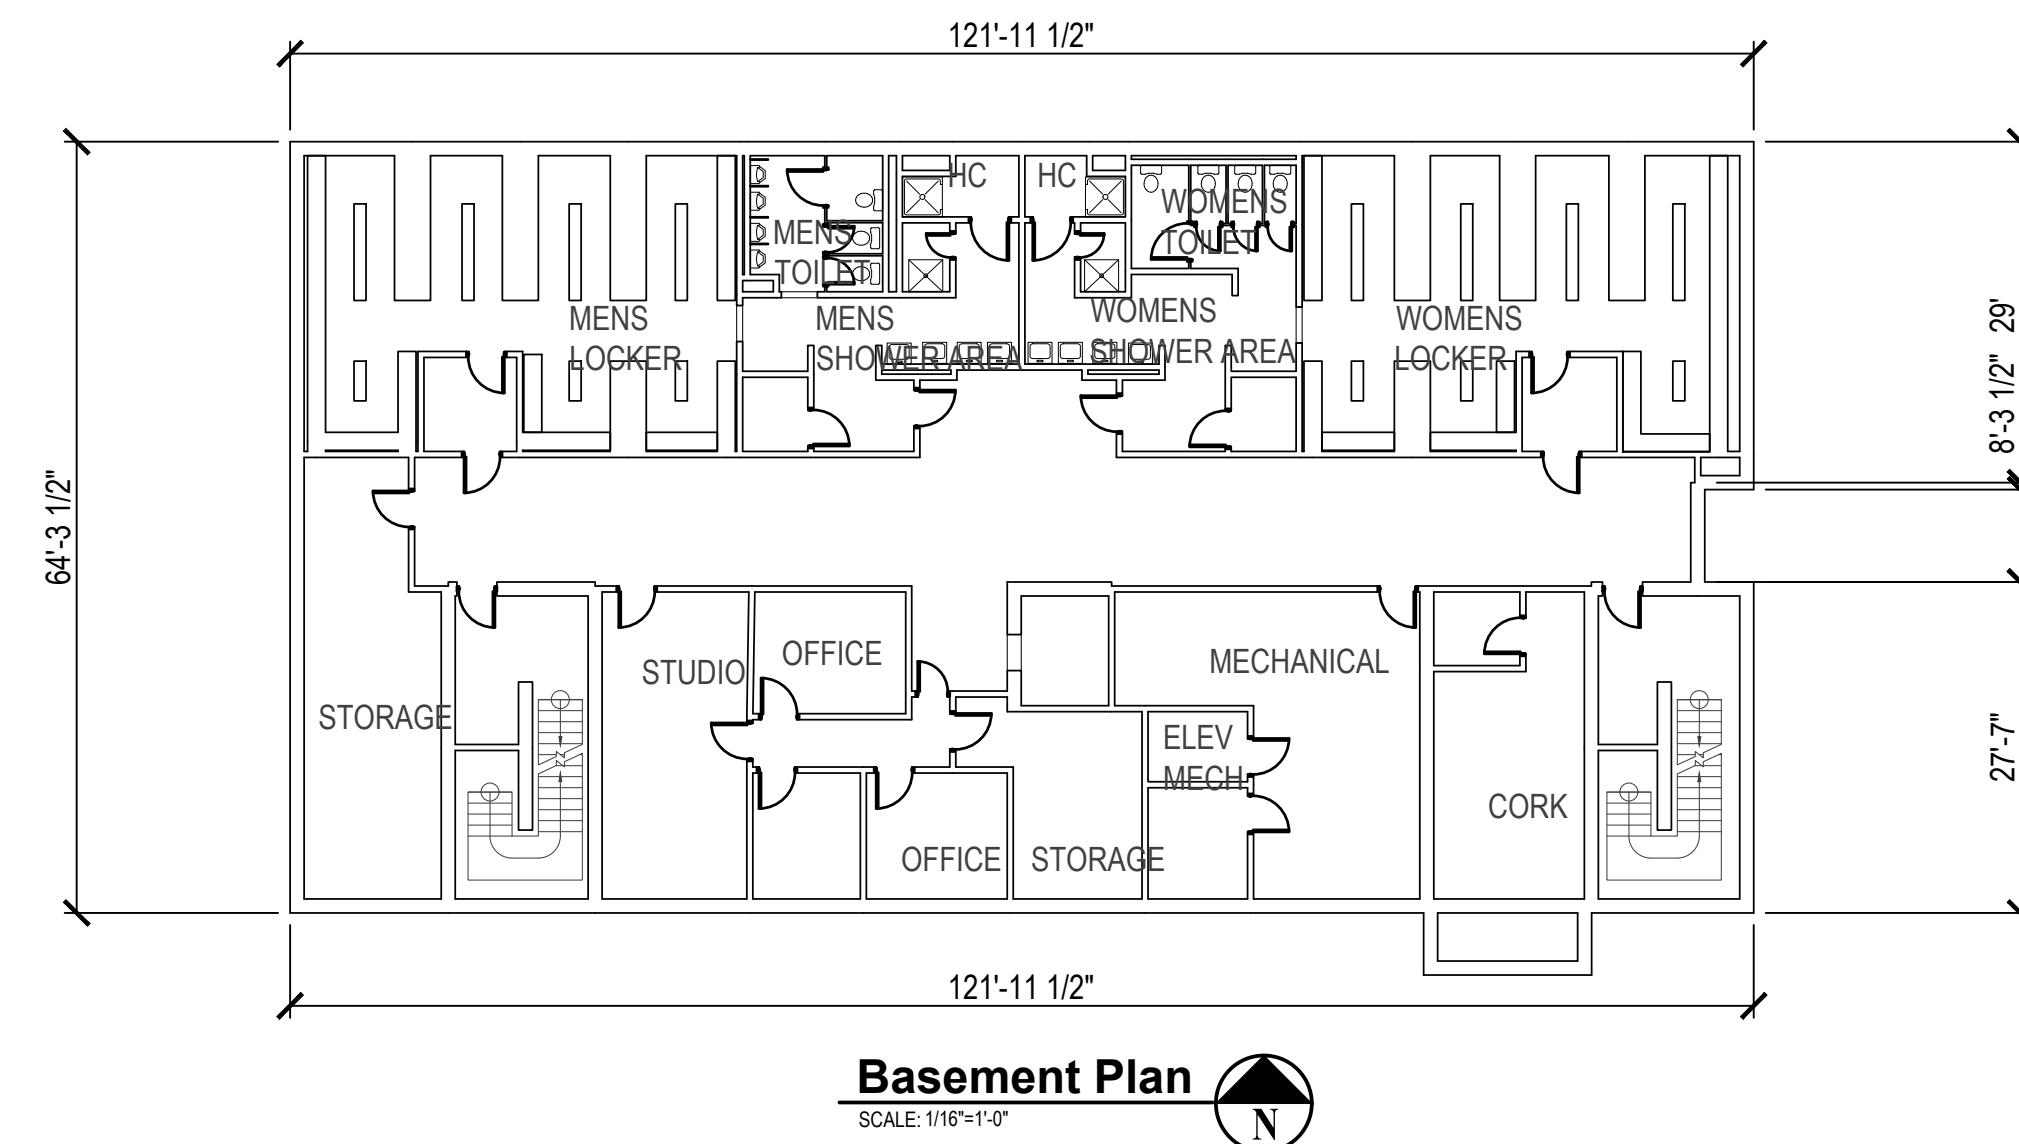 121'-11 1/2"
HC
HC
WOMENS
TOILET
MENS
TOILET
MENS
LOCKER
MENS
SHOWER AREA
WOMENS
SHOWER AREA
WOMENS
LOCKER
29'
8'-3 1/2"
64'-3 1/2"
OFFICE
STUDIO
MECHANICAL
STORAGE
ELEV
MECH
27'-7"
CORK
OFFICE
STORAGE
121'-11 1/2"
Basement Plan
SCALE: 1/16"=1'-0"
N